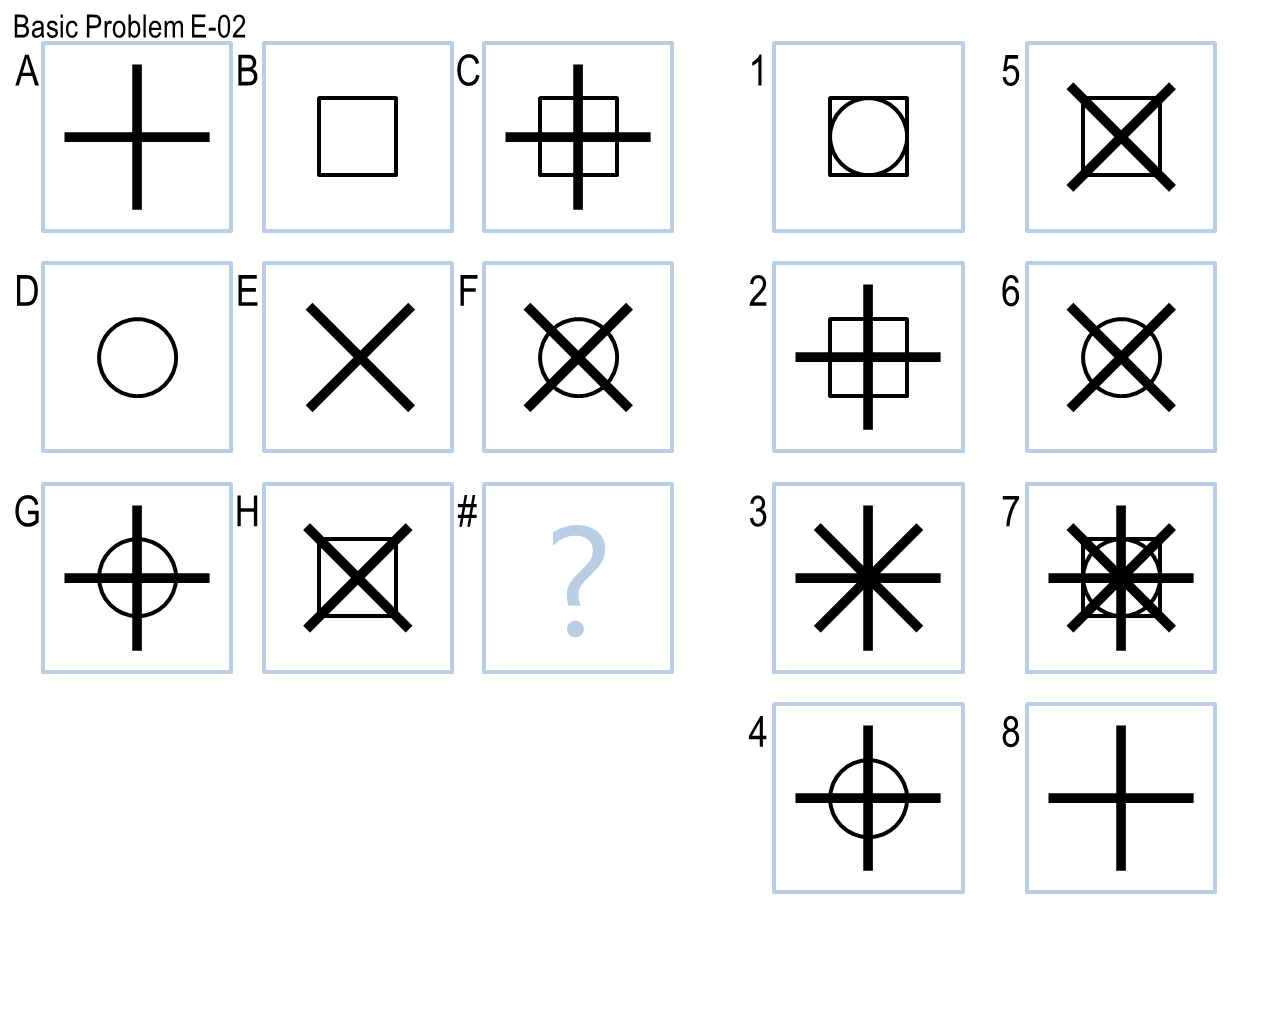 Basic Problem E-02
A B C 1 5
D E F 2 6
G H # ? 3 7
4 8